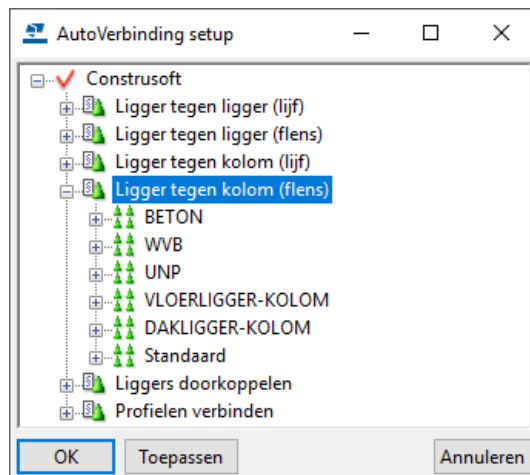 AutoVerbinding setup
Construsoft
Ligger tegen ligger (lijf)
Ligger tegen ligger (flens)
Ligger tegen kolom (lijf)
Ligger tegen kolom (flens)
BETON
WVB
UNP
VLOERLIGGER-KOLOM
DAKLIGGER-KOLOM
Standaard
Liggers doorkoppelen
Profielen verbinden
OK Toepassen Annuleren